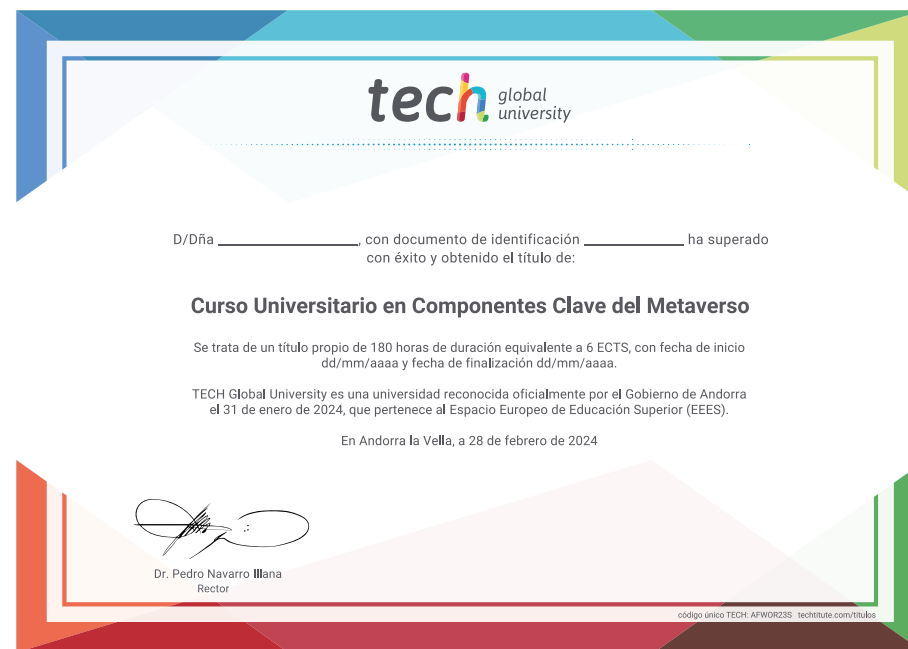 tech global university
D/Dña ____________________, con documento de identificación ______________ ha superado
con éxito y obtenido el título de:
Curso Universitario en Componentes Clave del Metaverso
Se trata de un título propio de 180 horas de duración equivalente a 6 ECTS, con fecha de inicio
dd/mm/aaaa y fecha de finalización dd/mm/aaaa.
TECH Global University es una universidad reconocida oficialmente por el Gobierno de Andorra
el 31 de enero de 2024, que pertenece al Espacio Europeo de Educación Superior (EEES).
En Andorra la Vella, a 28 de febrero de 2024
Dr. Pedro Navarro Illana
Rector
código único TECH: AFWOR23S techtitute.com/titulos